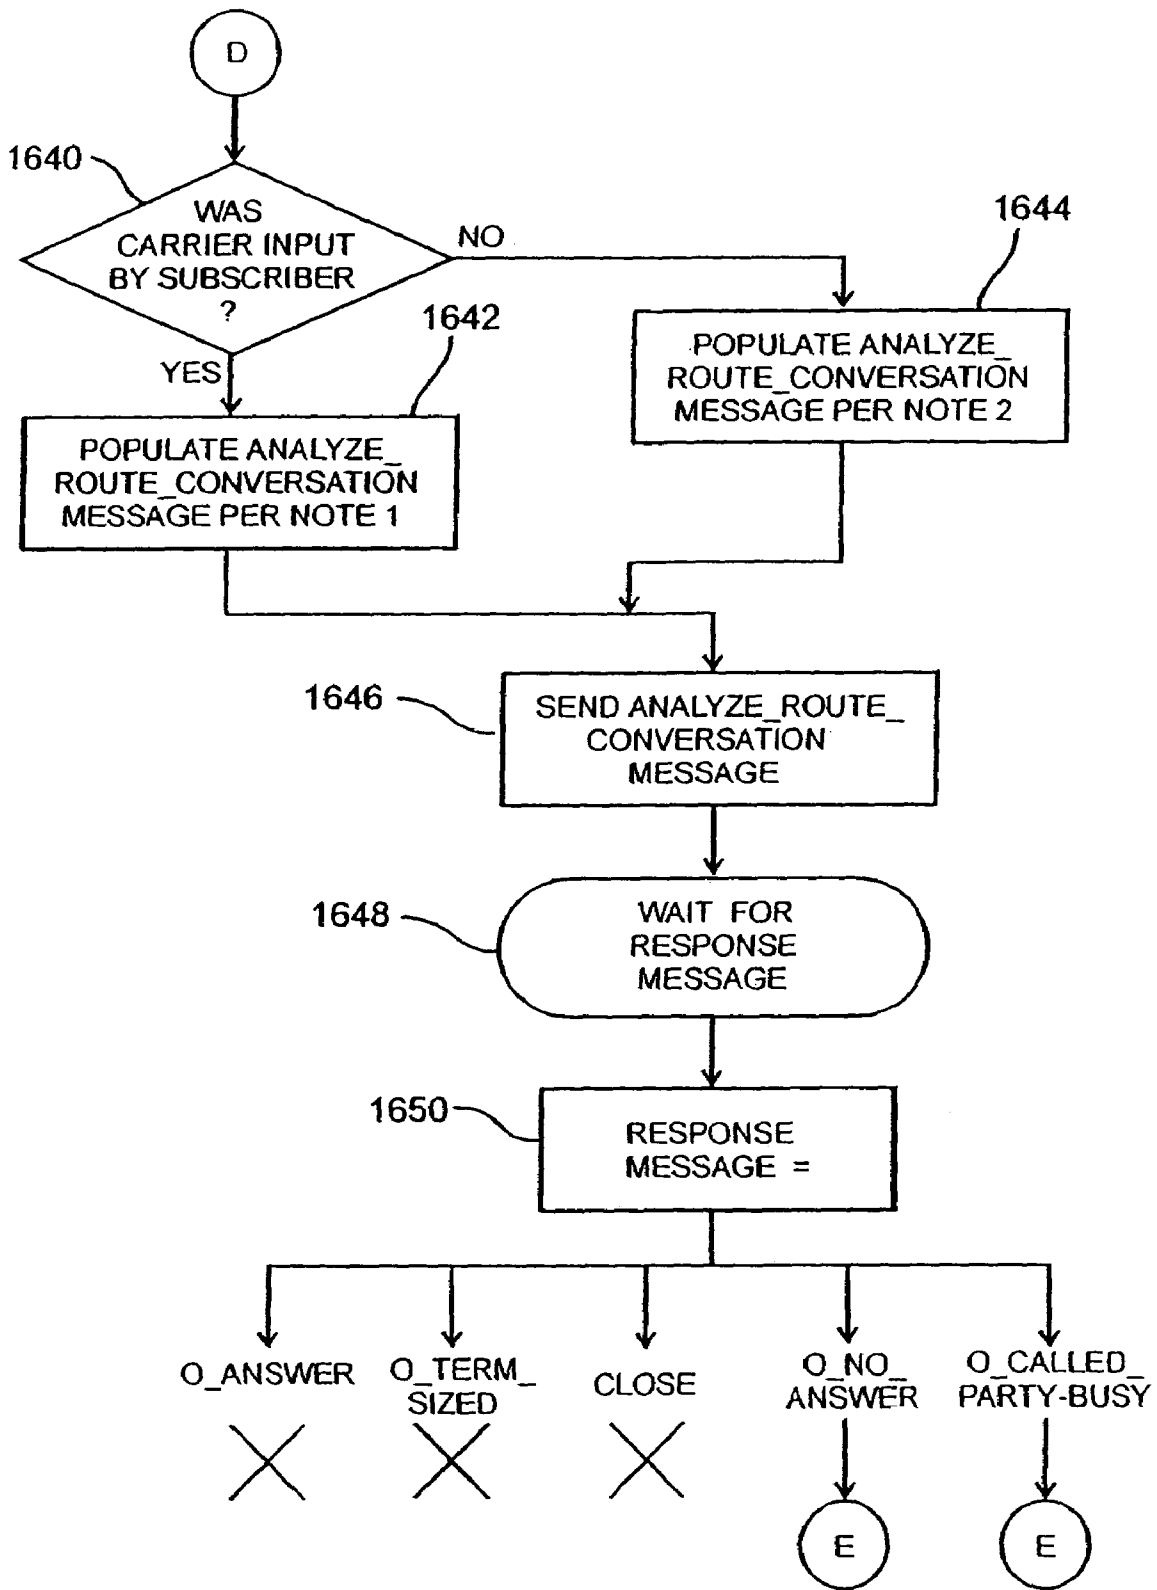 D
1640
WAS
CARRIER INPUT
BY SUBSCRIBER
?
NO
YES
1644
POPULATE ANALYZE_
ROUTE_CONVERSATION
MESSAGE PER NOTE 2
1642
POPULATE ANALYZE_
ROUTE_CONVERSATION
MESSAGE PER NOTE 1
1646
SEND ANALYZE_ROUTE_
CONVERSATION
MESSAGE
1648
WAIT FOR
RESPONSE
MESSAGE
1650
RESPONSE
MESSAGE =
O_ANSWER
O_TERM_
SIZED
CLOSE
O_NO_
ANSWER
O_CALLED_
PARTY-BUSY
E
E